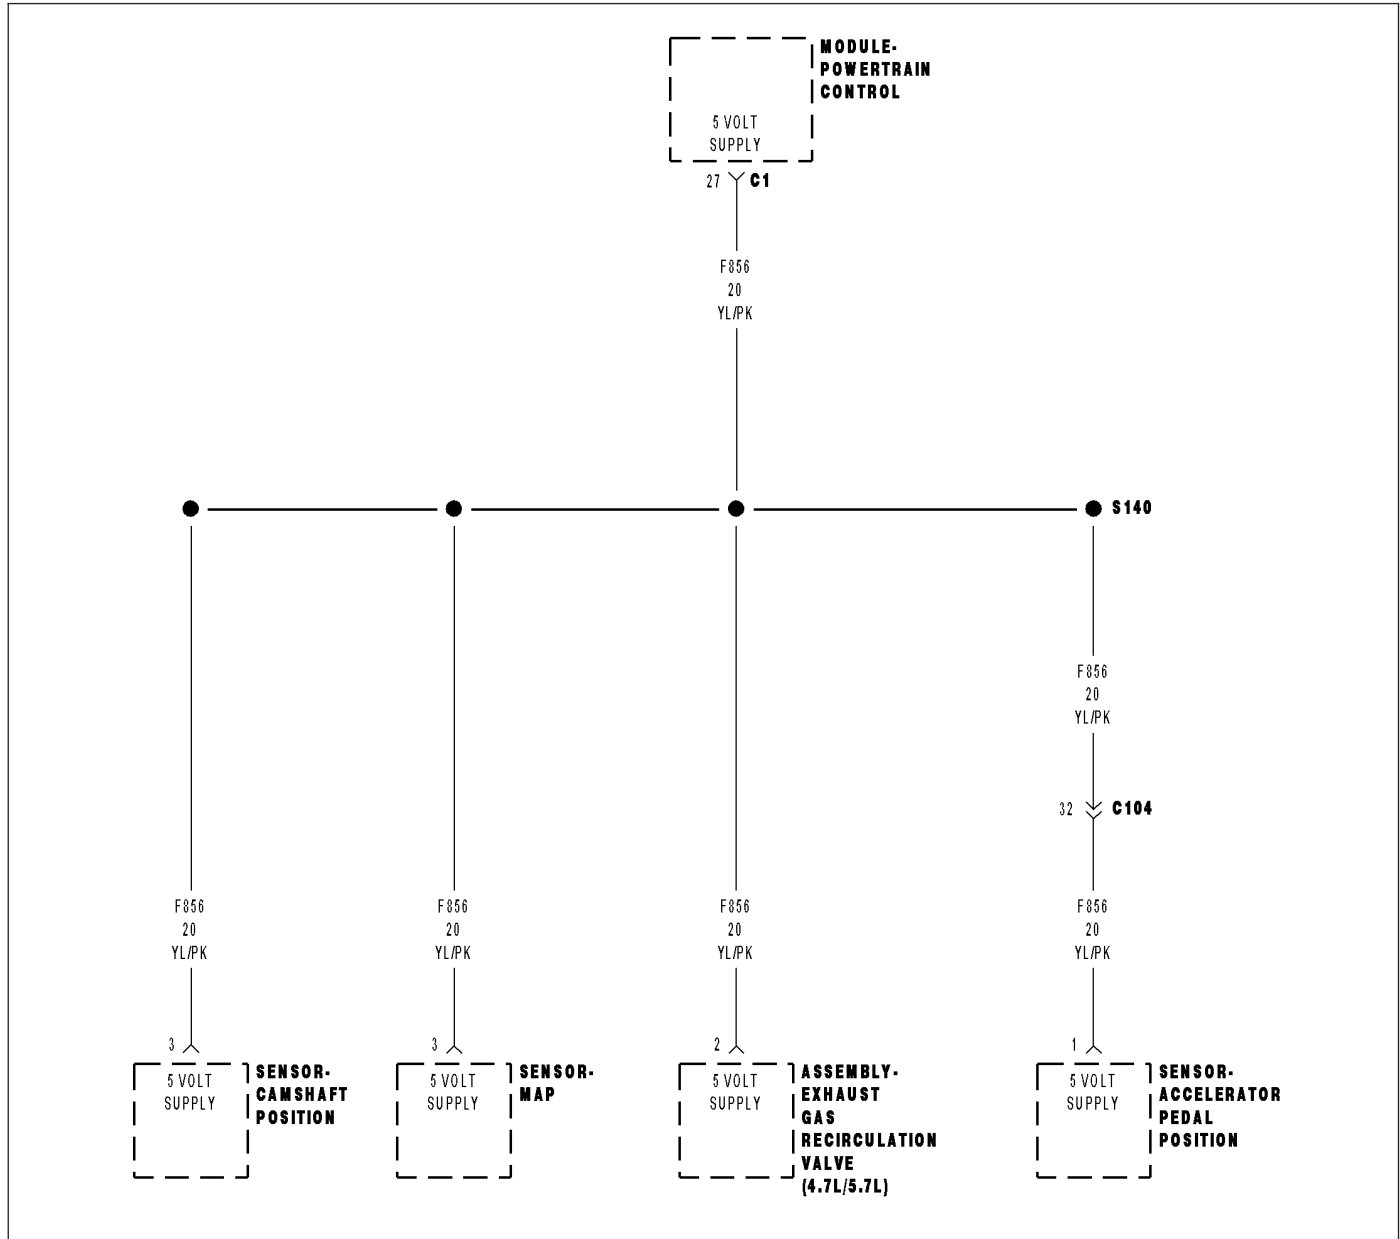 MODULE-
POWERTRAIN
CONTROL
5 VOLT
SUPPLY
27 C1
F856
20
YL/PK
S140
F856
20
YL/PK
32 C104
F856
20
YL/PK
F856
20
YL/PK
F856
20
YL/PK
F856
20
YL/PK
3
3
2
1
5 VOLT
SUPPLY
SENSOR-
CAMSHAFT
POSITION
5 VOLT
SUPPLY
SENSOR-
MAP
5 VOLT
SUPPLY
ASSEMBLY-
EXHAUST
GAS
RECIRCULATION
VALVE
(4.7L/5.7L)
5 VOLT
SUPPLY
SENSOR-
ACCELERATOR
PEDAL
POSITION